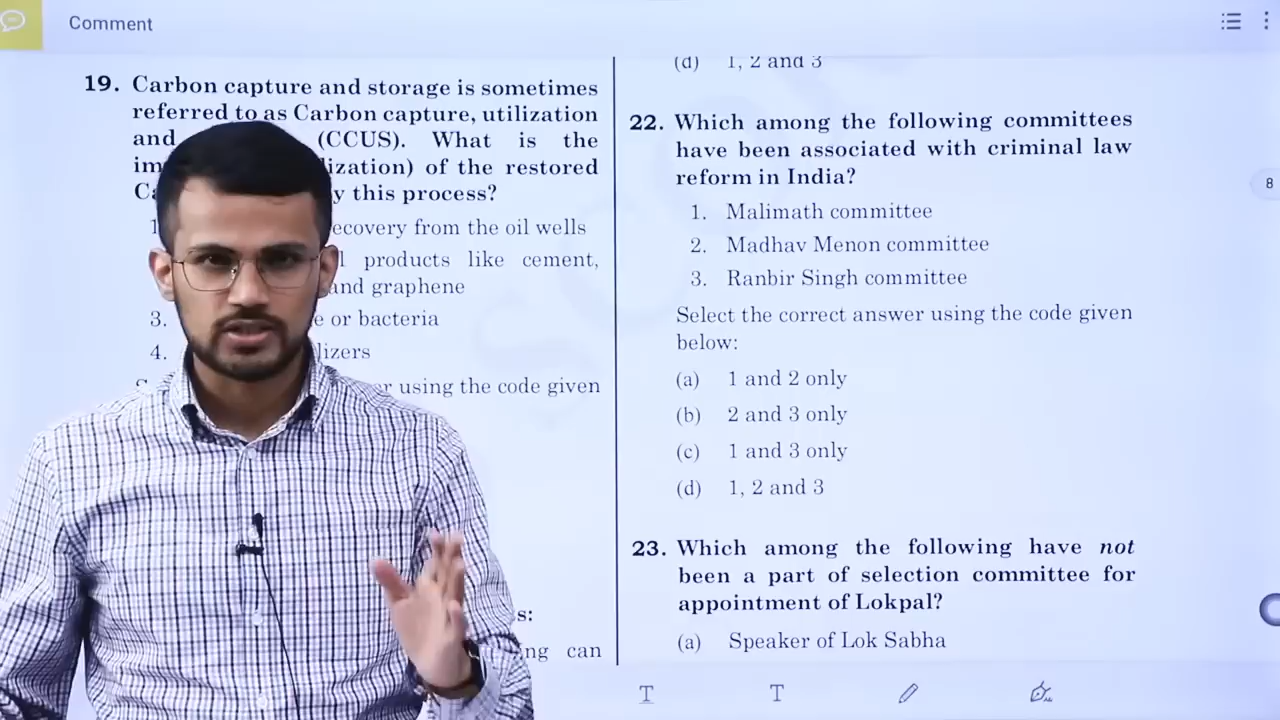 Comment
19. Carbon capture and storage is sometimes
referred to as Carbon capture, utilization
and (CCUS). What is the
ization) of the restored
y this process?
ecovery from the oil wells
products like cement,
and graphene
3. or bacteria
4. lizers
using the code given
s:
ng can
(d) 1, 2 and 3
22. Which among the following committees
have been associated with criminal law
reform in India?
1. Malimath committee
2. Madhav Menon committee
3. Ranbir Singh committee
Select the correct answer using the code given
below:
(a) 1 and 2 only
(b) 2 and 3 only
(c) 1 and 3 only
(d) 1, 2 and 3
23. Which among the following have not
been a part of selection committee for
appointment of Lokpal?
(a) Speaker of Lok Sabha
8
T T